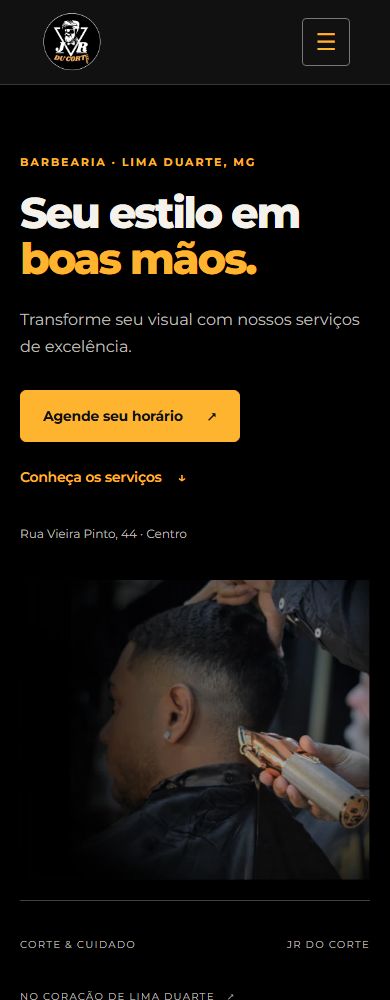 JR
DU CORTE
BARBEARIA · LIMA DUARTE, MG
Seu estilo em
boas mãos.
Transforme seu visual com nossos serviços
de excelência.
Agende seu horário ↗
Conheça os serviços ↓
Rua Vieira Pinto, 44 · Centro
CORTE & CUIDADO
JR DO CORTE
NO CORAÇÃO DE LIMA DUARTE ↗